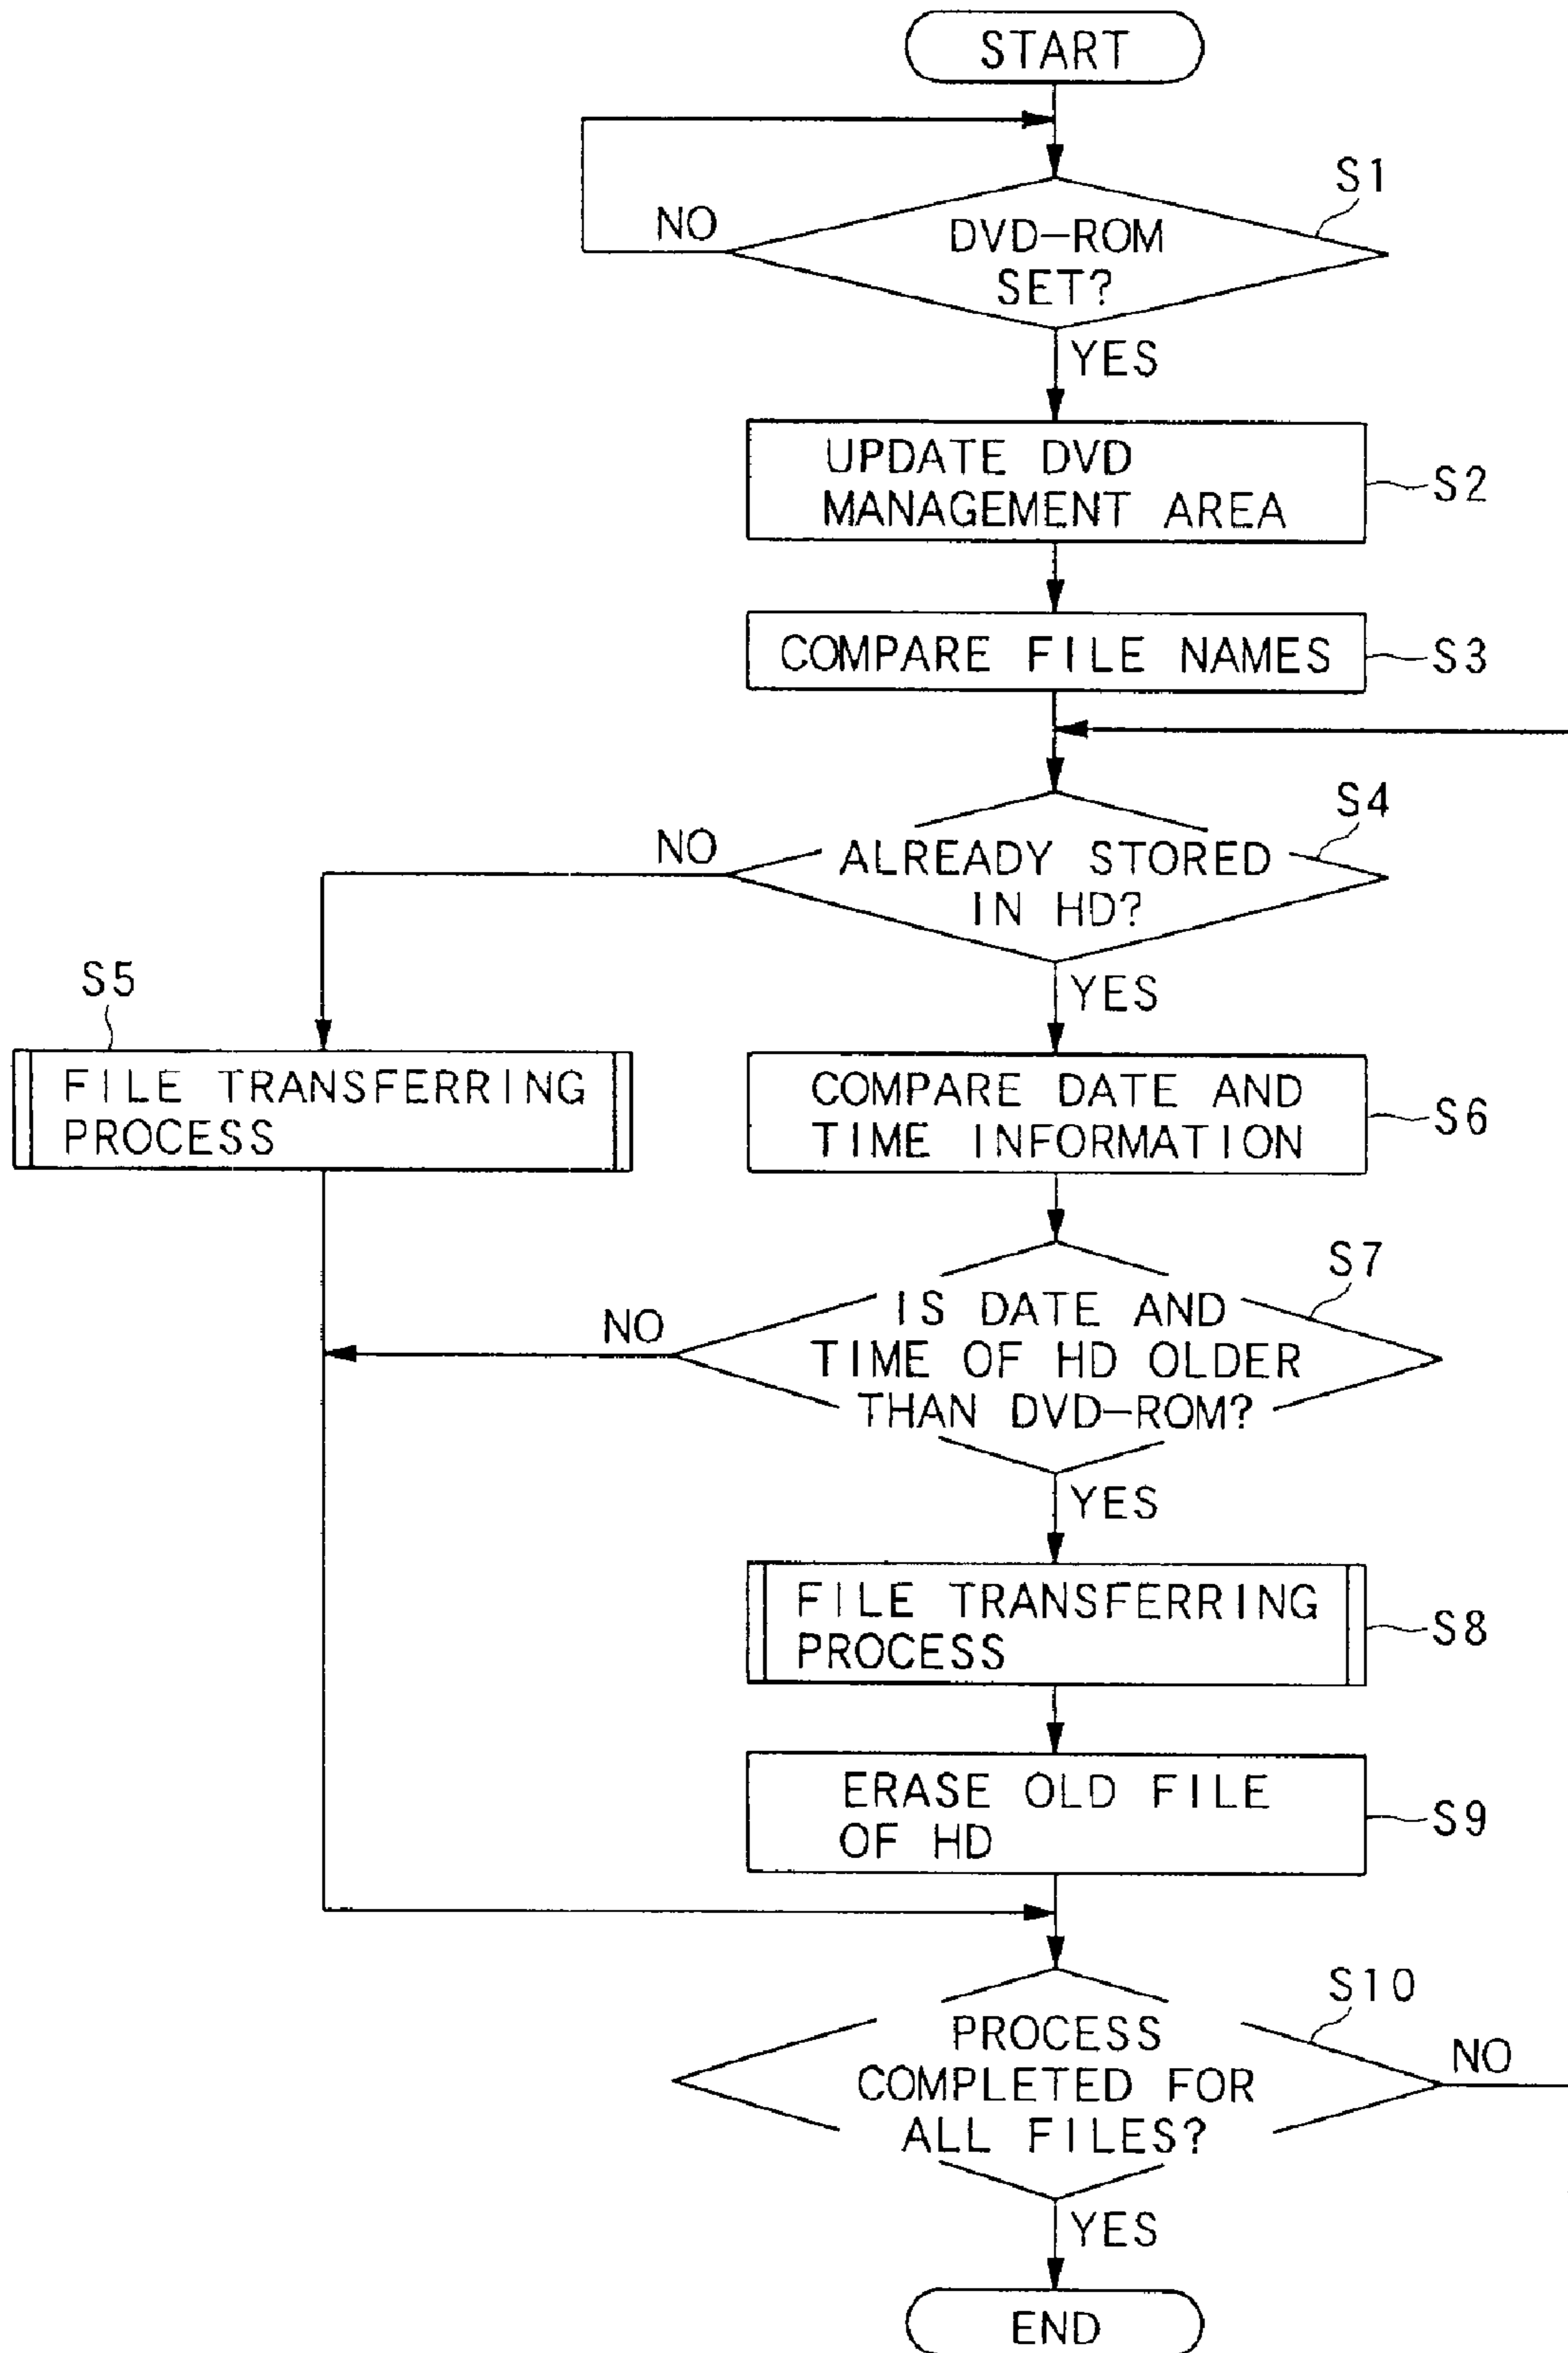 START
S1
NO
DVD-ROM
SET?
YES
UPDATE DVD
MANAGEMENT AREA
S2
COMPARE FILE NAMES
S3
S4
NO
ALREADY STORED
IN HD?
YES
S5
FILE TRANSFERRING
PROCESS
COMPARE DATE AND
TIME INFORMATION
S6
S7
NO
IS DATE AND
TIME OF HD OLDER
THAN DVD-ROM?
YES
FILE TRANSFERRING
PROCESS
S8
ERASE OLD FILE
OF HD
S9
S10
PROCESS
COMPLETED FOR
ALL FILES?
NO
YES
END